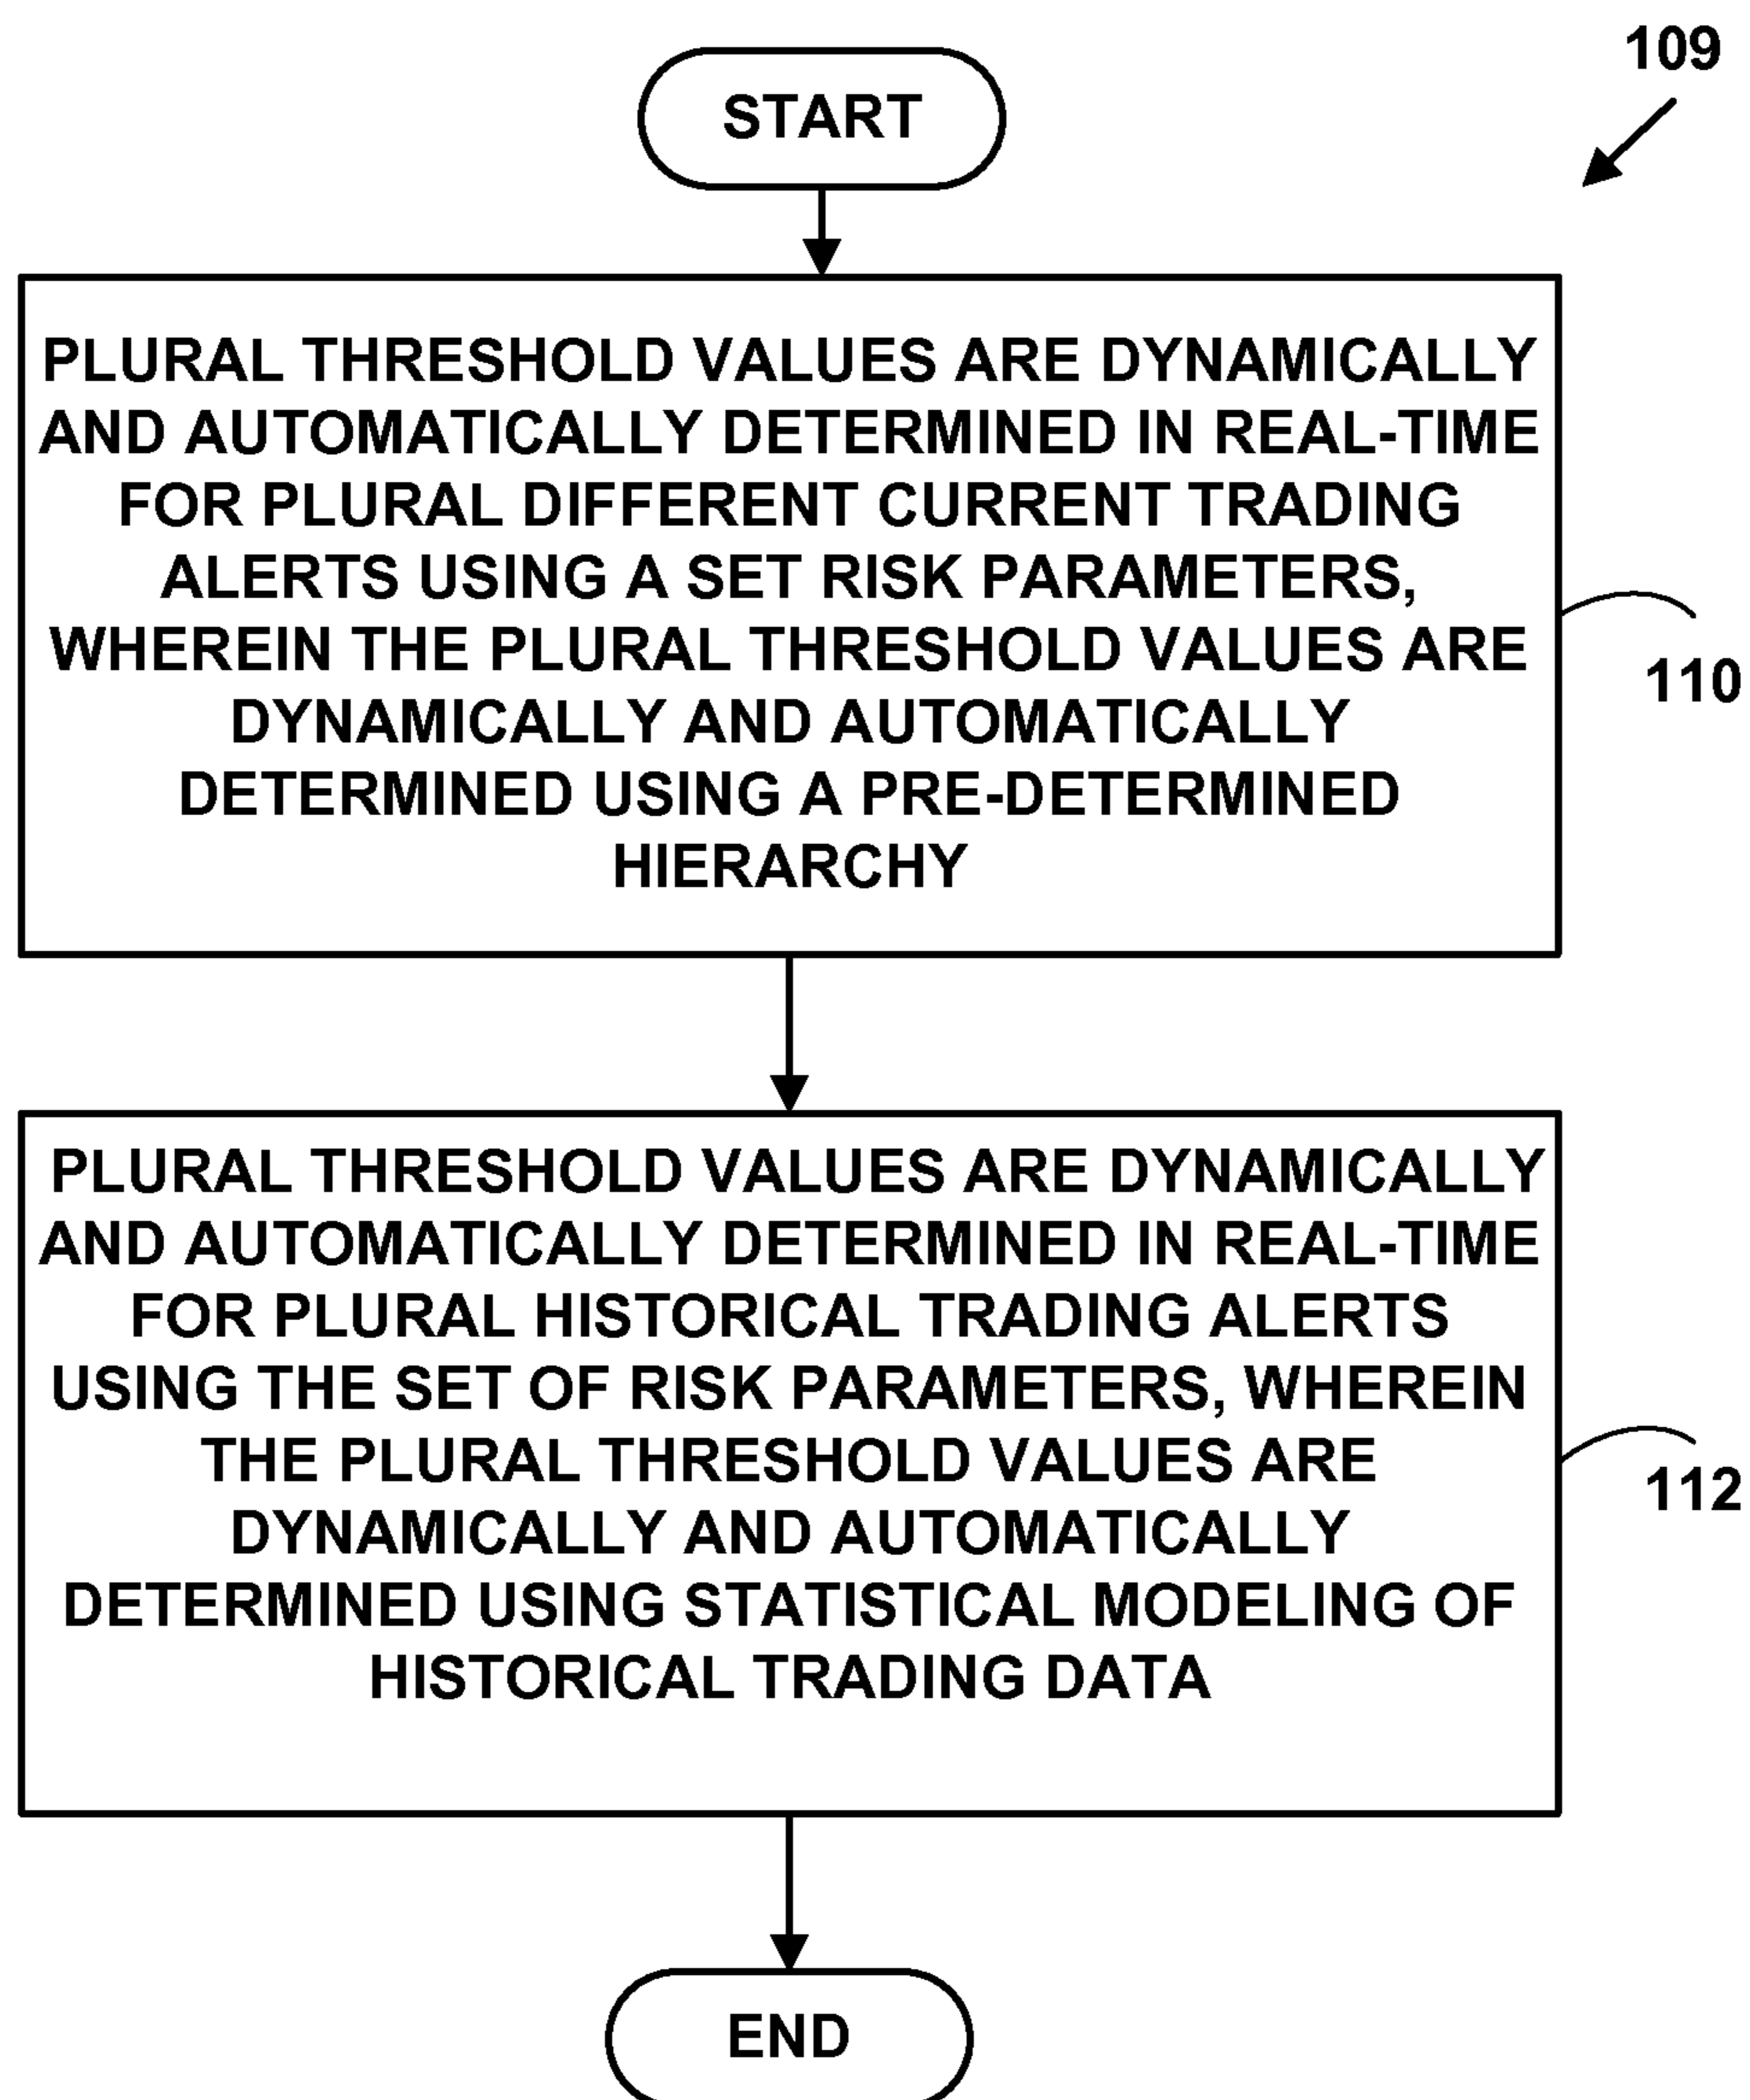 109
START
PLURAL THRESHOLD VALUES ARE DYNAMICALLY
AND AUTOMATICALLY DETERMINED IN REAL-TIME
FOR PLURAL DIFFERENT CURRENT TRADING
ALERTS USING A SET RISK PARAMETERS,
WHEREIN THE PLURAL THRESHOLD VALUES ARE
DYNAMICALLY AND AUTOMATICALLY
DETERMINED USING A PRE-DETERMINED
HIERARCHY
110
PLURAL THRESHOLD VALUES ARE DYNAMICALLY
AND AUTOMATICALLY DETERMINED IN REAL-TIME
FOR PLURAL HISTORICAL TRADING ALERTS
USING THE SET OF RISK PARAMETERS, WHEREIN
THE PLURAL THRESHOLD VALUES ARE
DYNAMICALLY AND AUTOMATICALLY
DETERMINED USING STATISTICAL MODELING OF
HISTORICAL TRADING DATA
112
END